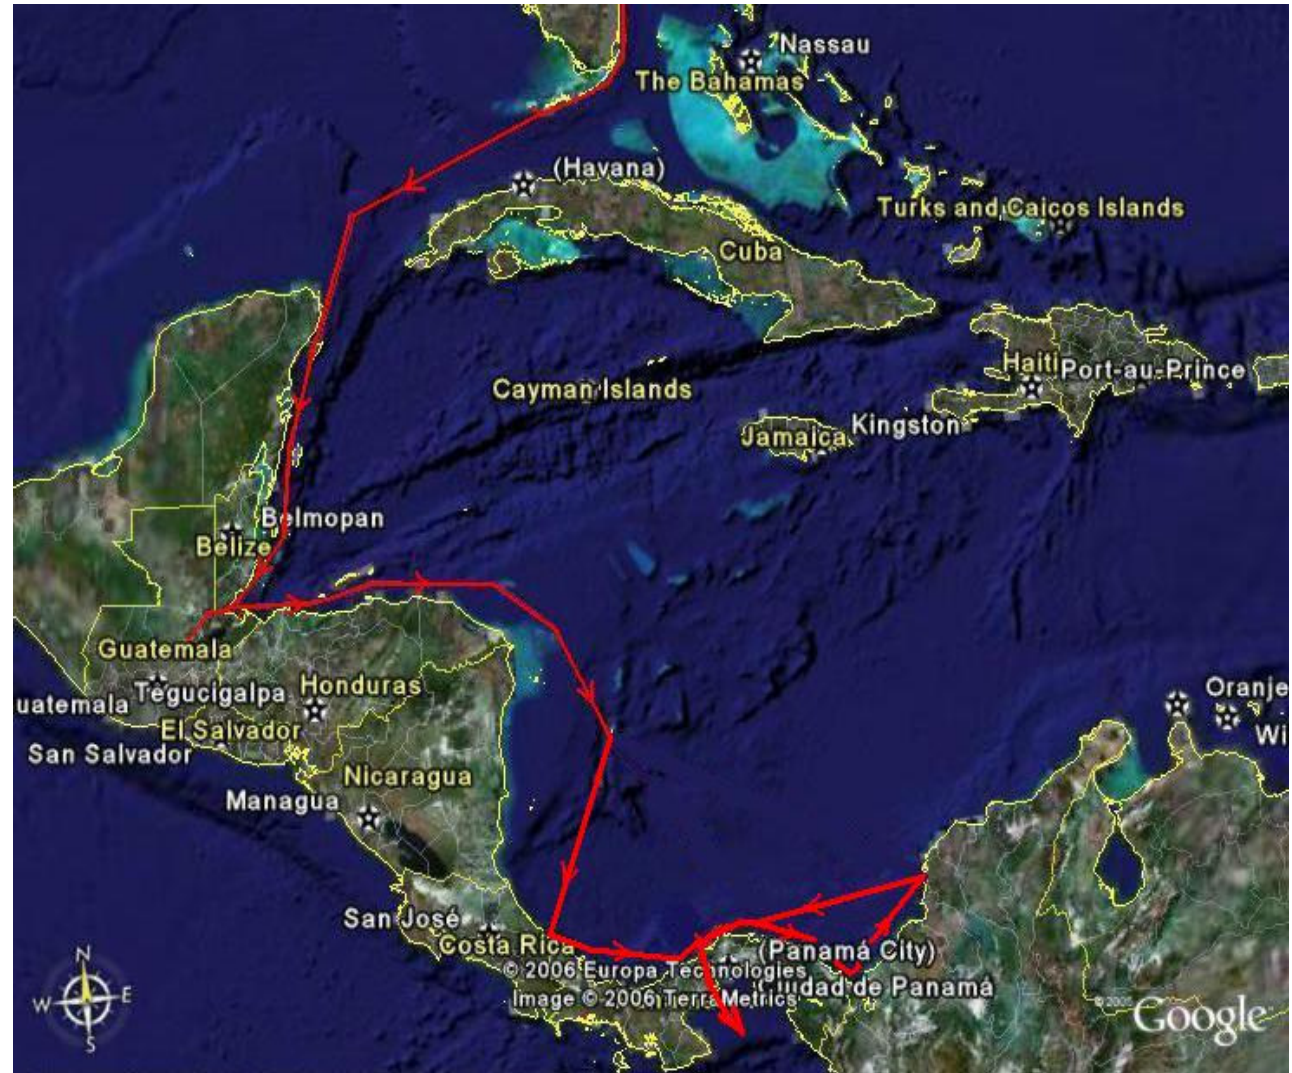 Nassau
The Bahamas
(Havana)
Turks and Caicos Islands
Cuba
Haiti
Port-au-Prince
Cayman Islands
Kingston
Jamaica
Belmopan
Belize
Guatemala
Tegucigalpa
Honduras
uatemala
Oranje
El Salvador
Wi
San Salvador
Nicaragua
Managua
San José
Costa Rica
(Panamá City)
© 2006 Europa Technologies
Ciudad de Panamá
Image © 2006 TerraMetrics
© 2005
Google
N
W E
S